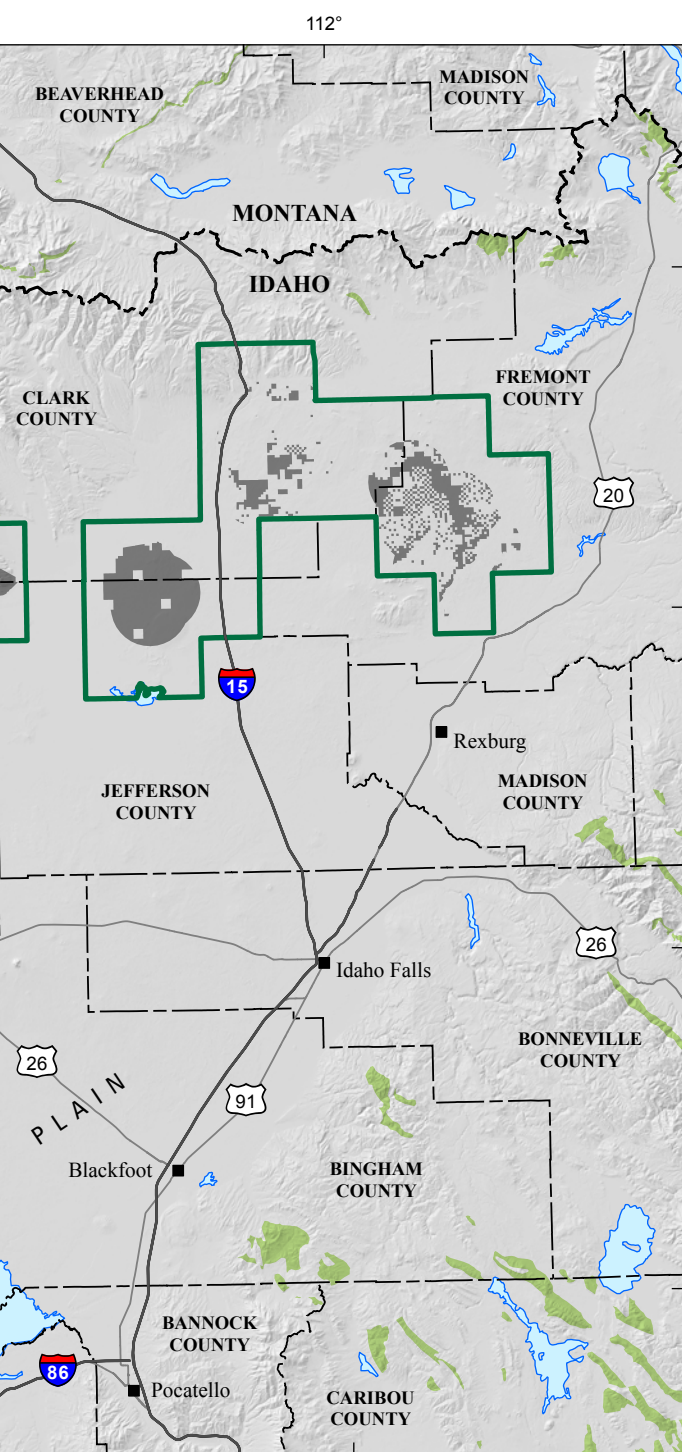 112°
BEAVERHEAD
COUNTY
MADISON
COUNTY
MONTANA
IDAHO
CLARK
COUNTY
FREMONT
COUNTY
20
15
Rexburg
JEFFERSON
COUNTY
MADISON
COUNTY
26
Idaho Falls
BONNEVILLE
COUNTY
26
PLAIN
91
Blackfoot
BINGHAM
COUNTY
BANNOCK
COUNTY
86
Pocatello
CARIBOU
COUNTY